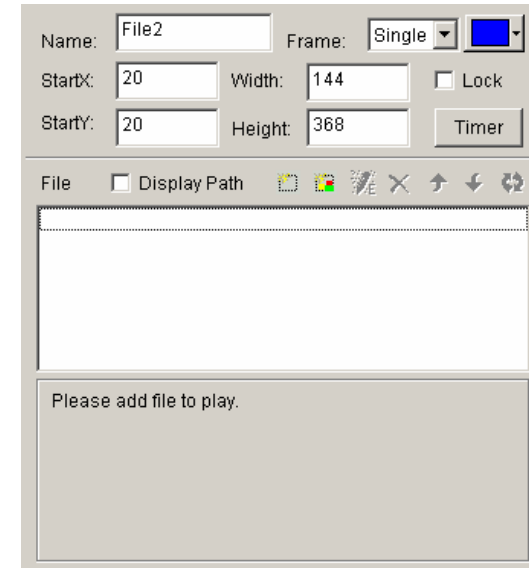 Name: File2 Frame: Single
StartX: 20 Width: 144 Lock
StartY: 20 Height: 368 Timer
File Display Path
Please add file to play.